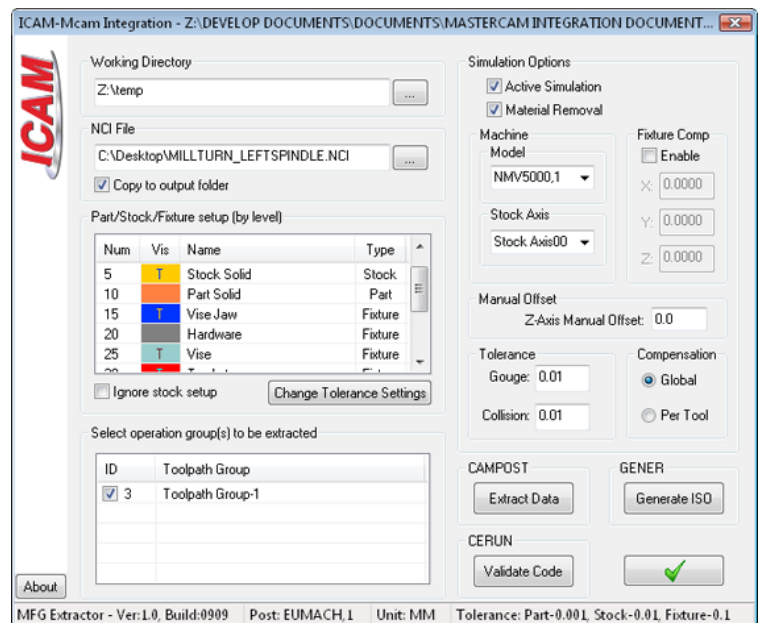 ICAM-Mcam Integration - Z:\DEVELOP DOCUMENTS\DOCUMENTS\MASTERCAM INTEGRATION DOCUMENT...
ICAM
Working Directory
Z:\temp
...
NCI File
C:\Desktop\MILLTURN_LEFTSPINDLE.NCI
...
Copy to output folder
Part/Stock/Fixture setup (by level)
Num Vis Name Type
5 T Stock Solid Stock
10 Part Solid Part
15 T Vise Jaw Fixture
20 Hardware Fixture
25 T Vise Fixture
Ignore stock setup
Change Tolerance Settings
Select operation group(s) to be extracted
ID Toolpath Group
3 Toolpath Group-1
About
Simulation Options
Active Simulation
Material Removal
Machine
Model
NMV5000,1
Stock Axis
Stock Axis00
Fixture Comp
Enable
X: 0.0000
Y: 0.0000
Z: 0.0000
Manual Offset
Z-Axis Manual Offset: 0.0
Tolerance
Gouge: 0.01
Collision: 0.01
Compensation
Global
Per Tool
CAMPOST
Extract Data
GENER
Generate ISO
CERUN
Validate Code
MFG Extractor - Ver:1.0, Build:0909 Post: EUMACH,1 Unit: MM Tolerance: Part-0.001, Stock-0.01, Fixture-0.1